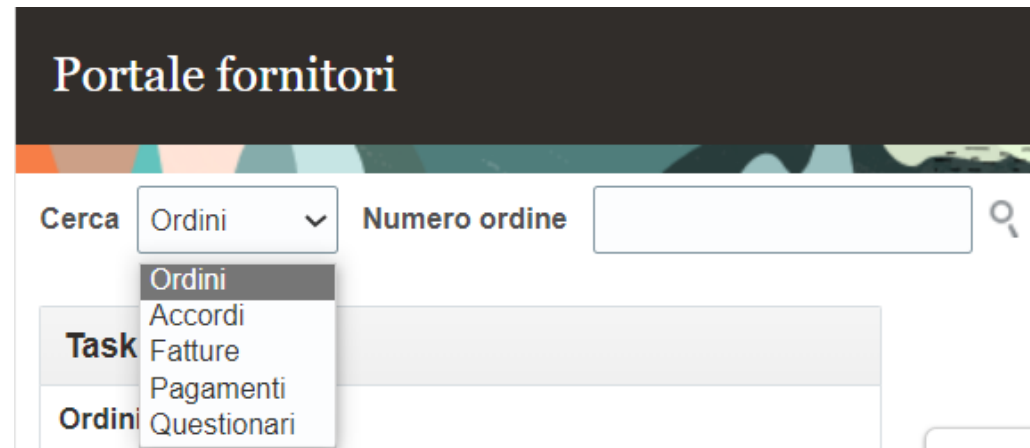 Portale fornitori
Cerca Ordini Numero ordine
Ordini
Accordi
Task
Fatture
Pagamenti
Ordini
Questionari